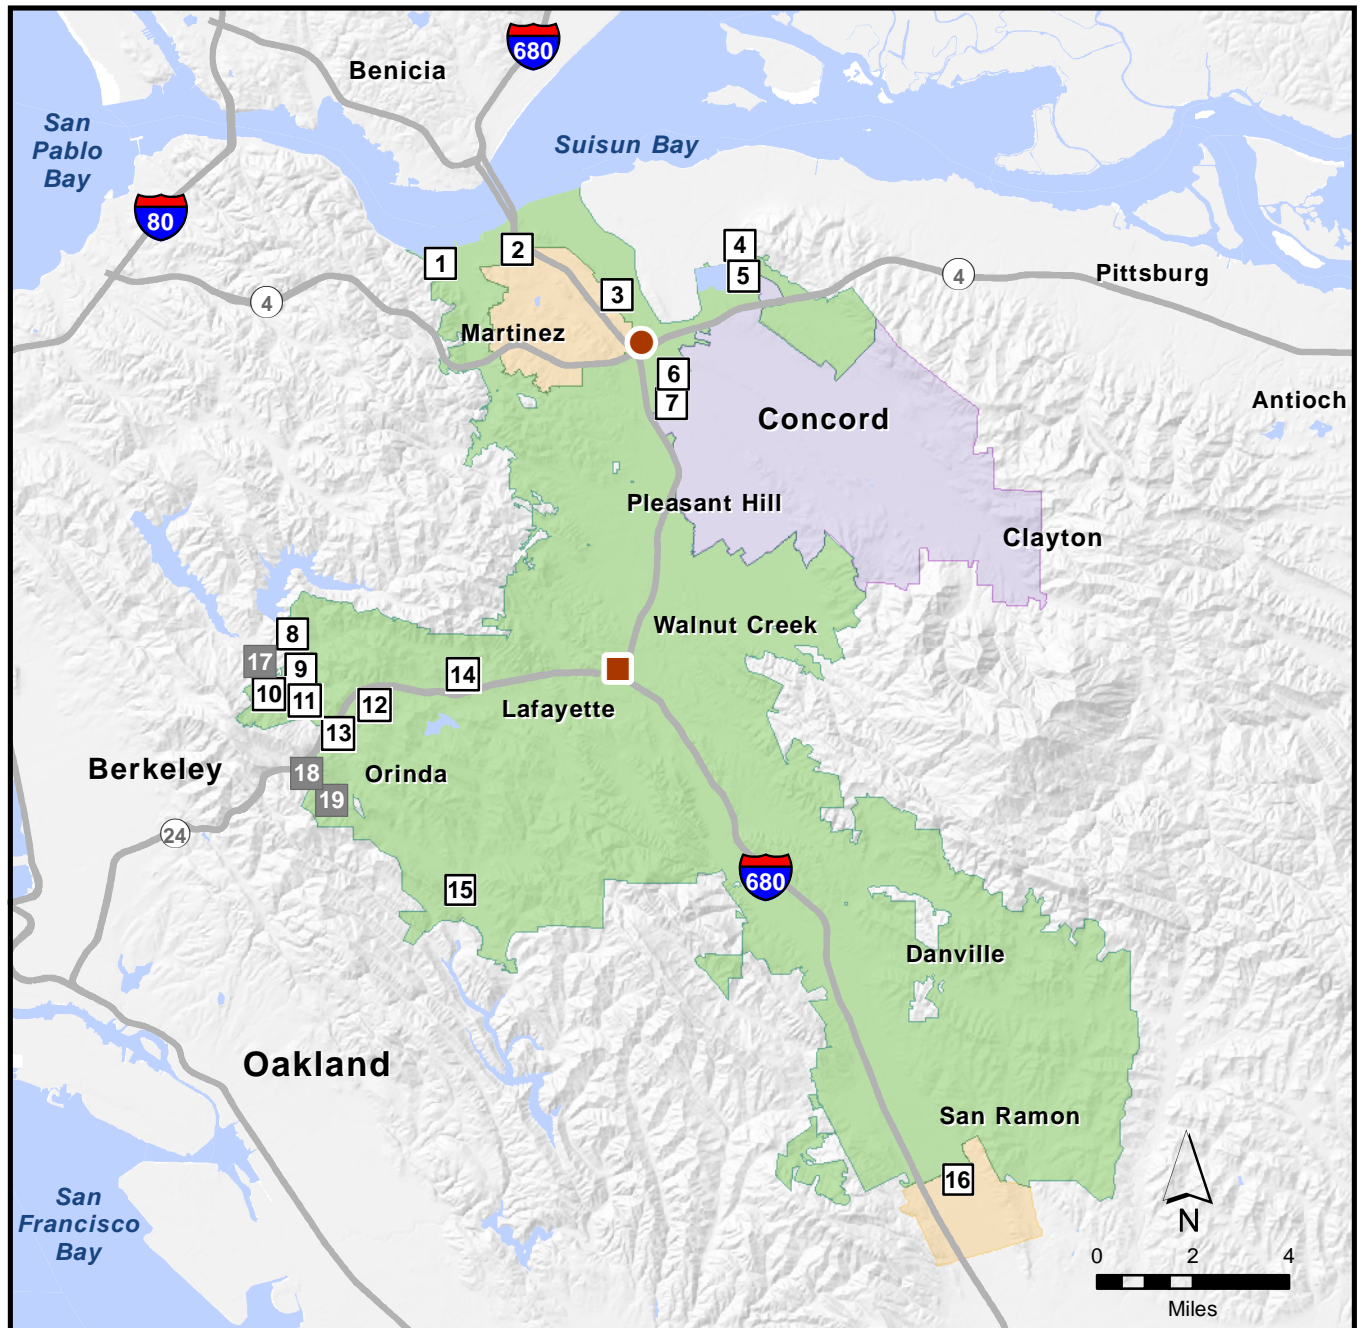 680
Benicia
San
Pablo
Bay
Suisun Bay
80
2
4
1
5
Pittsburg
4
4
3
Martinez
6
7
Antioch
Concord
Pleasant Hill
Clayton
Walnut Creek
8
17
9
14
10
11
12
Lafayette
13
Berkeley
18
Orinda
19
24
680
15
Danville
Oakland
San Ramon
16
San
Francisco
Bay
N
0 2 4
Miles